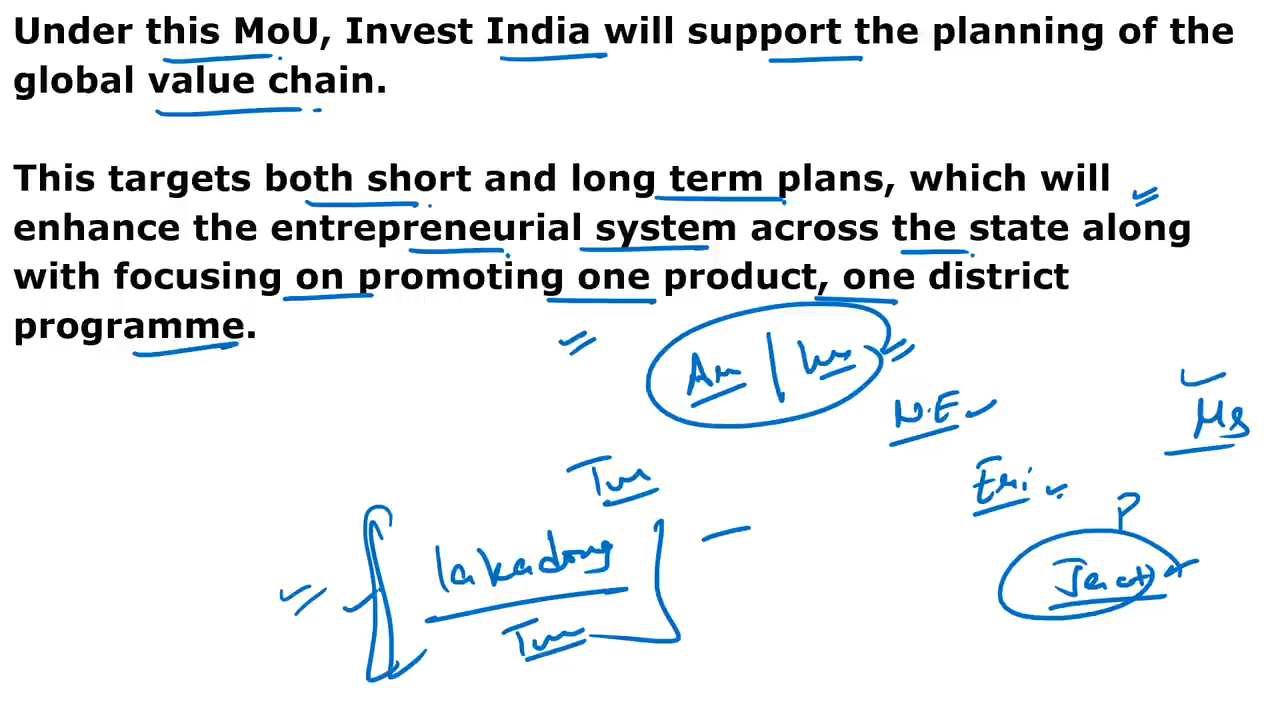 Under this MoU, Invest India will support the planning of the
global value chain.
This targets both short and long term plans, which will
enhance the entrepreneurial system across the state along
with focusing on promoting one product, one district
programme.
N.E
lakadong